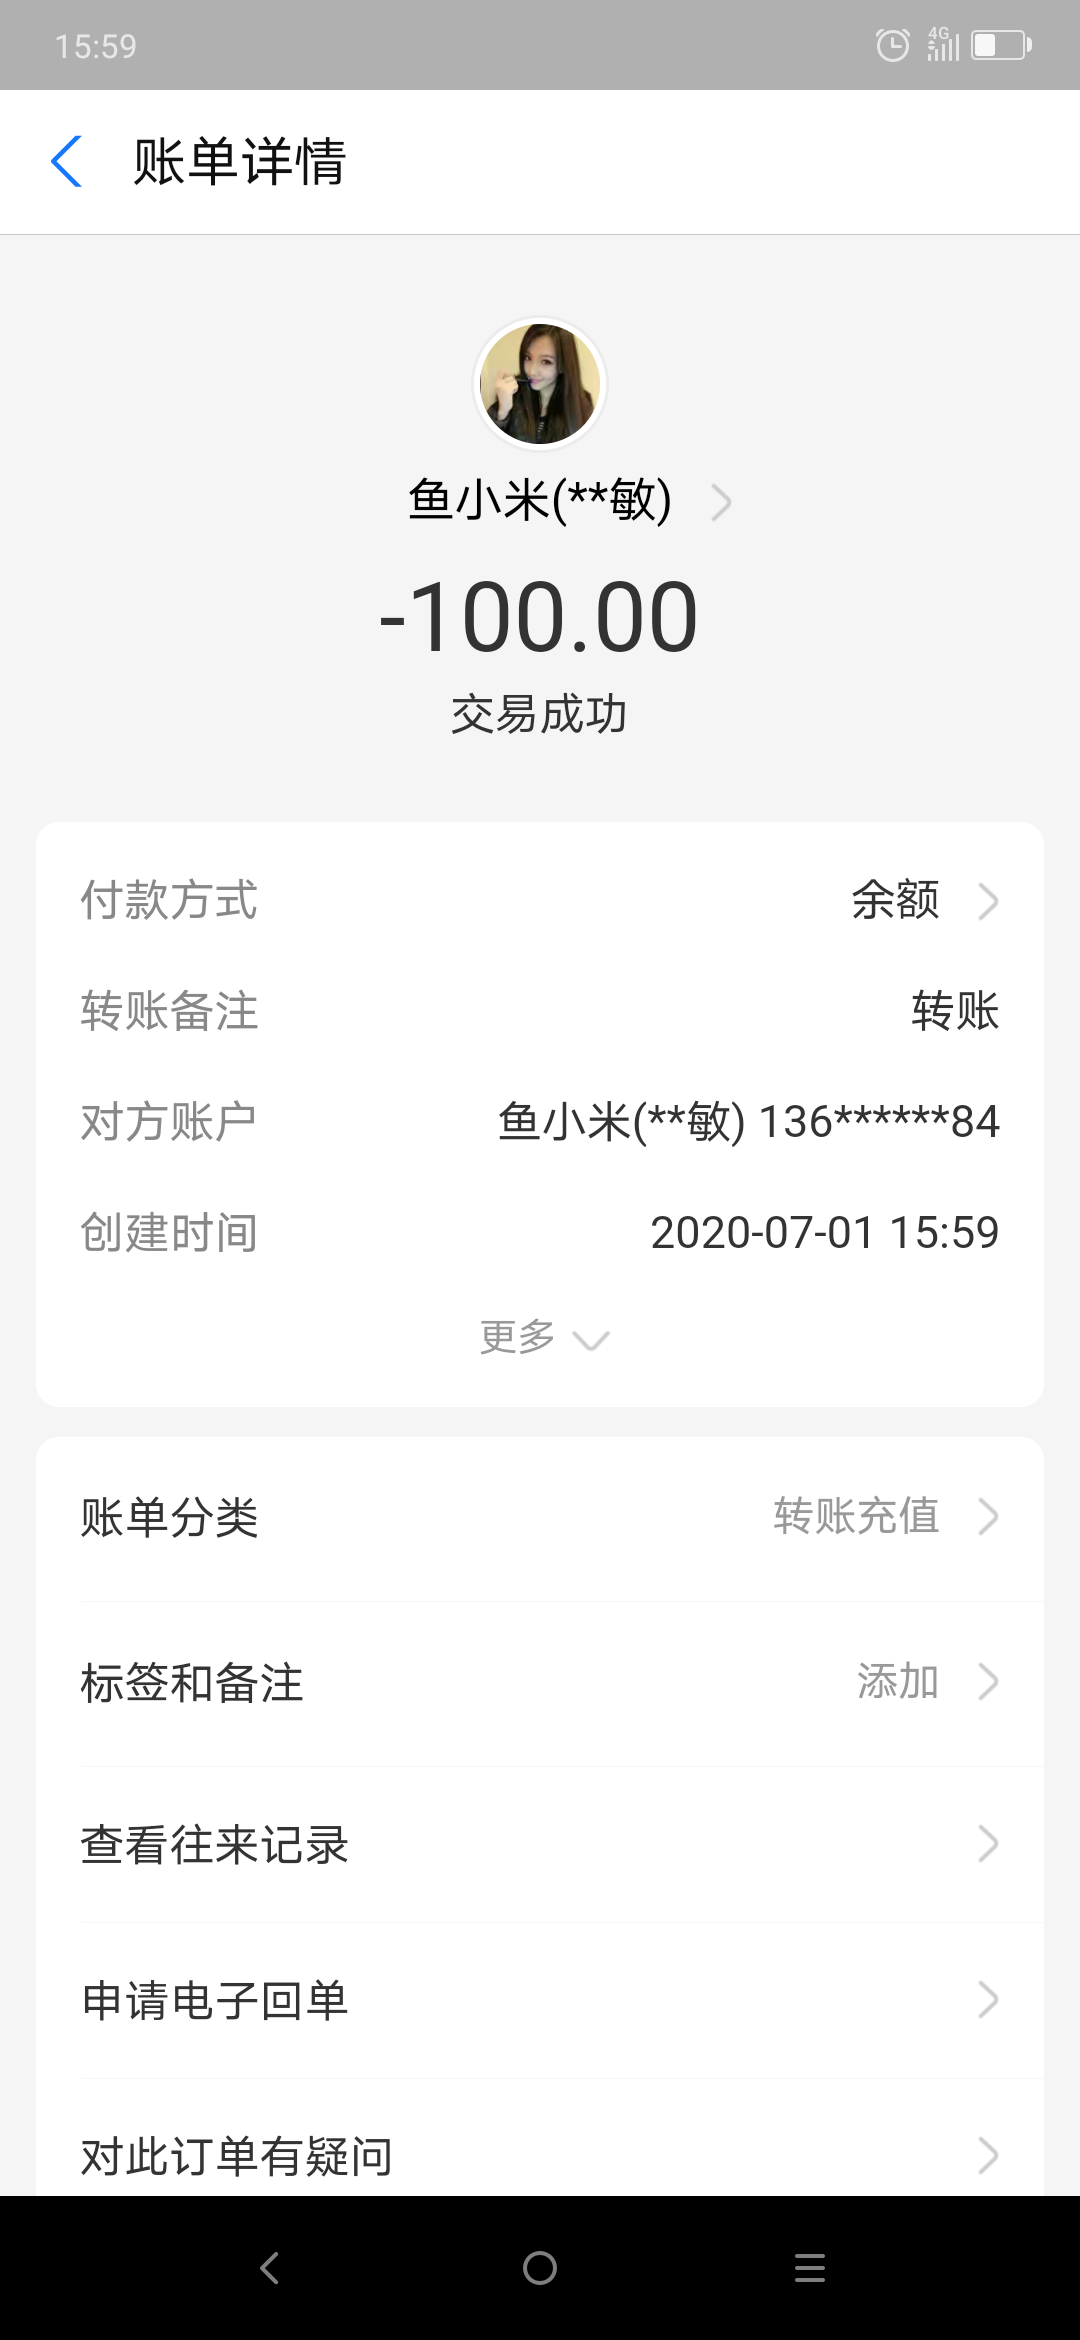 15:59
4G
账单详情
鱼小米(**敏)
-100.00
交易成功
付款方式 余额
转账备注 转账
对方账户 鱼小米(**敏) 136******84
创建时间 2020-07-01 15:59
更多
账单分类 转账充值
标签和备注 添加
查看往来记录
申请电子回单
对此订单有疑问